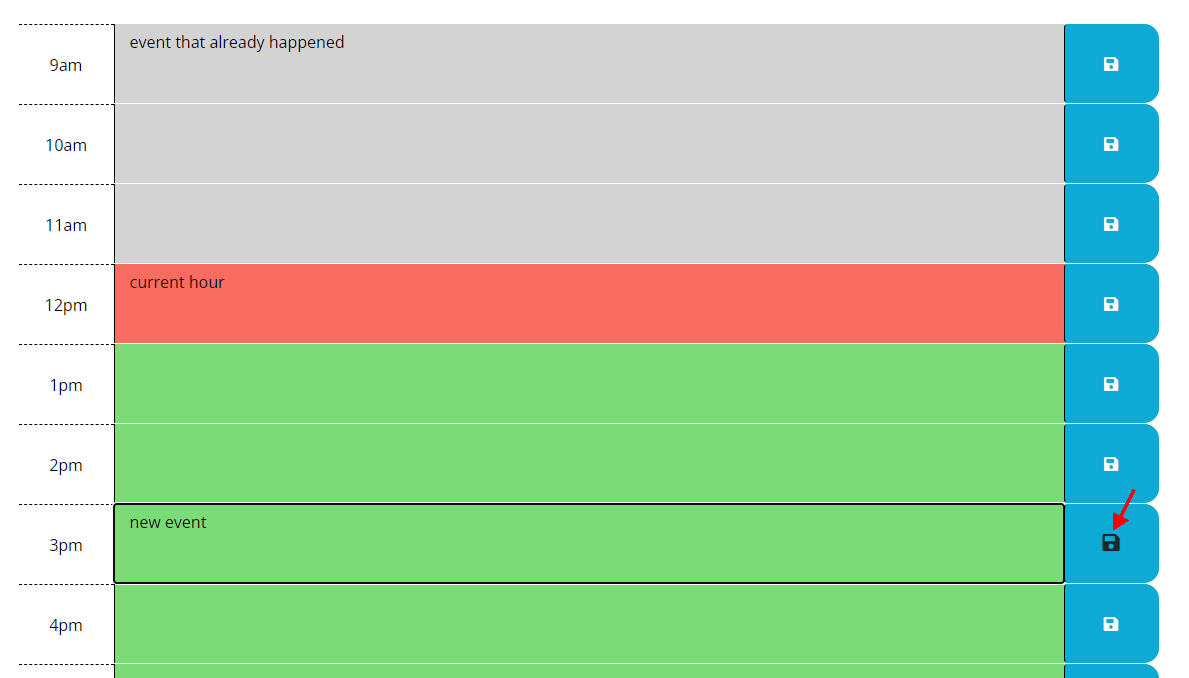 event that already happened
9am
10am
11am
current hour
12pm
1pm
2pm
new event
3pm
4pm